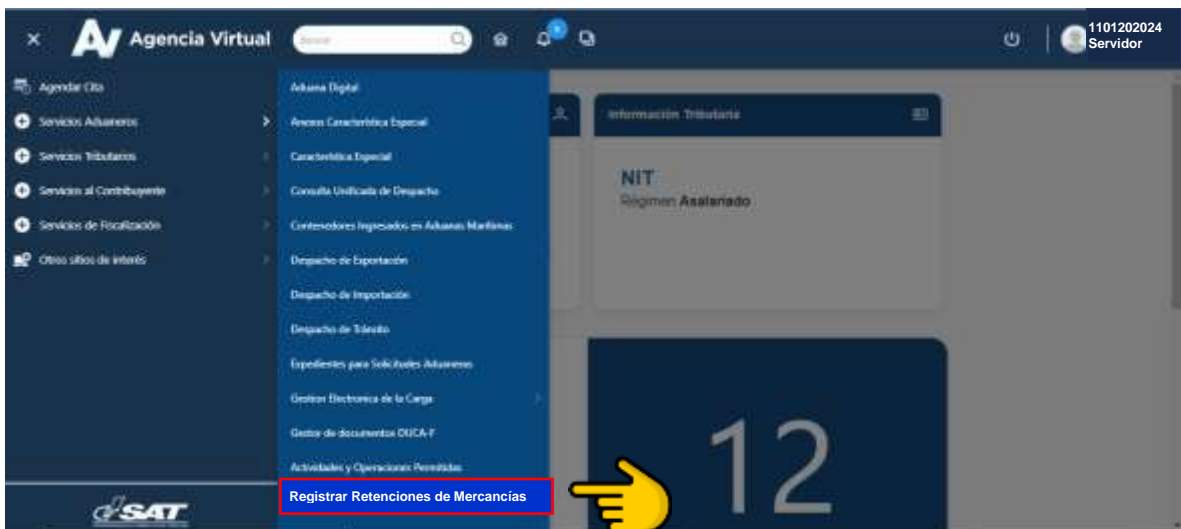 Agencia Virtual
Buscar
1101202024
Servidor
Agendar Cita
Servicios Aduaneros
Servicios Tributarios
Servicios al Contribuyente
Servicios de Fiscalización
Otros sitios de interés
SAT
Aduana Digital
Anexos Característica Especial
Característica Especial
Consulta Unificada de Despacho
Contenedores Ingresados en Aduanas Marítimas
Despacho de Exportación
Despacho de Importación
Despacho de Tránsito
Expedientes para Solicitudes Aduaneras
Gestion Electronica de la Carga
Gestor de documentos DUCA-F
Actividades y Operaciones Permitidas
Registrar Retenciones de Mercancías
Información Tributaria
NIT
Régimen Asalariado
12